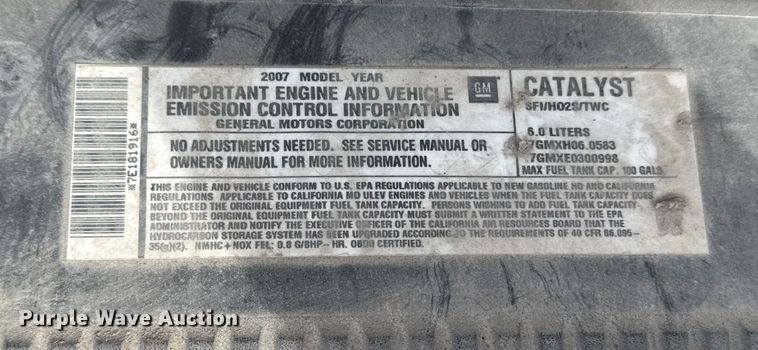 2007 MODEL YEAR
IMPORTANT ENGINE AND VEHICLE
EMISSION CONTROL INFORMATION
GENERAL MOTORS CORPORATION
GM
CATALYST
SFI/HO2S/TWC
6.0 LITERS
7GMXH06.0583
7GMXE0300998
MAX FUEL TANK CAP. 100 GALS.
NO ADJUSTMENTS NEEDED. SEE SERVICE MANUAL OR
OWNERS MANUAL FOR MORE INFORMATION.
THIS ENGINE AND VEHICLE CONFORM TO U.S. EPA REGULATIONS APPLICABLE TO NEW GASOLINE HD AND CALIFORNIA
REGULATIONS APPLICABLE TO CALIFORNIA MD ULEV ENGINES AND VEHICLES WHEN THE FUEL TANK CAPACITY DOES
NOT EXCEED THE ORIGINAL EQUIPMENT FUEL TANK CAPACITY. PERSONS WISHING TO ADD FUEL TANK CAPACITY
BEYOND THE ORIGINAL EQUIPMENT FUEL TANK CAPACITY MUST SUBMIT A WRITTEN STATEMENT TO THE EPA
ADMINISTRATOR AND NOTIFY THE EXECUTIVE OFFICER OF THE CALIFORNIA AIR RESOURCES BOARD THAT THE
HYDROCARBON STORAGE SYSTEM HAS BEEN UPGRADED ACCORDING TO THE REQUIREMENTS OF 40 CFR 86.095-
35(g)(2). NMHC+NOX FEL: 0.8 G/BHP-HR. OBDII CERTIFIED.
*7E181916*
Purple Wave Auction